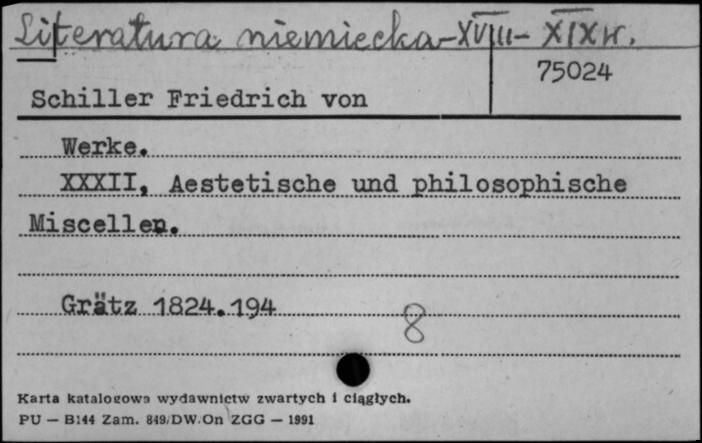 Literatura niemiecka-XVIII-XIXw.
75024
Schiller Friedrich von
Werke.
XXXII, Aestetische und philosophische
Miscellen.
Grätz 1824.194
8
Karta katalogowa wydawnictw zwartych i ciągłych.
PU — B144 Zam. 849/DW/On ZGG — 1991